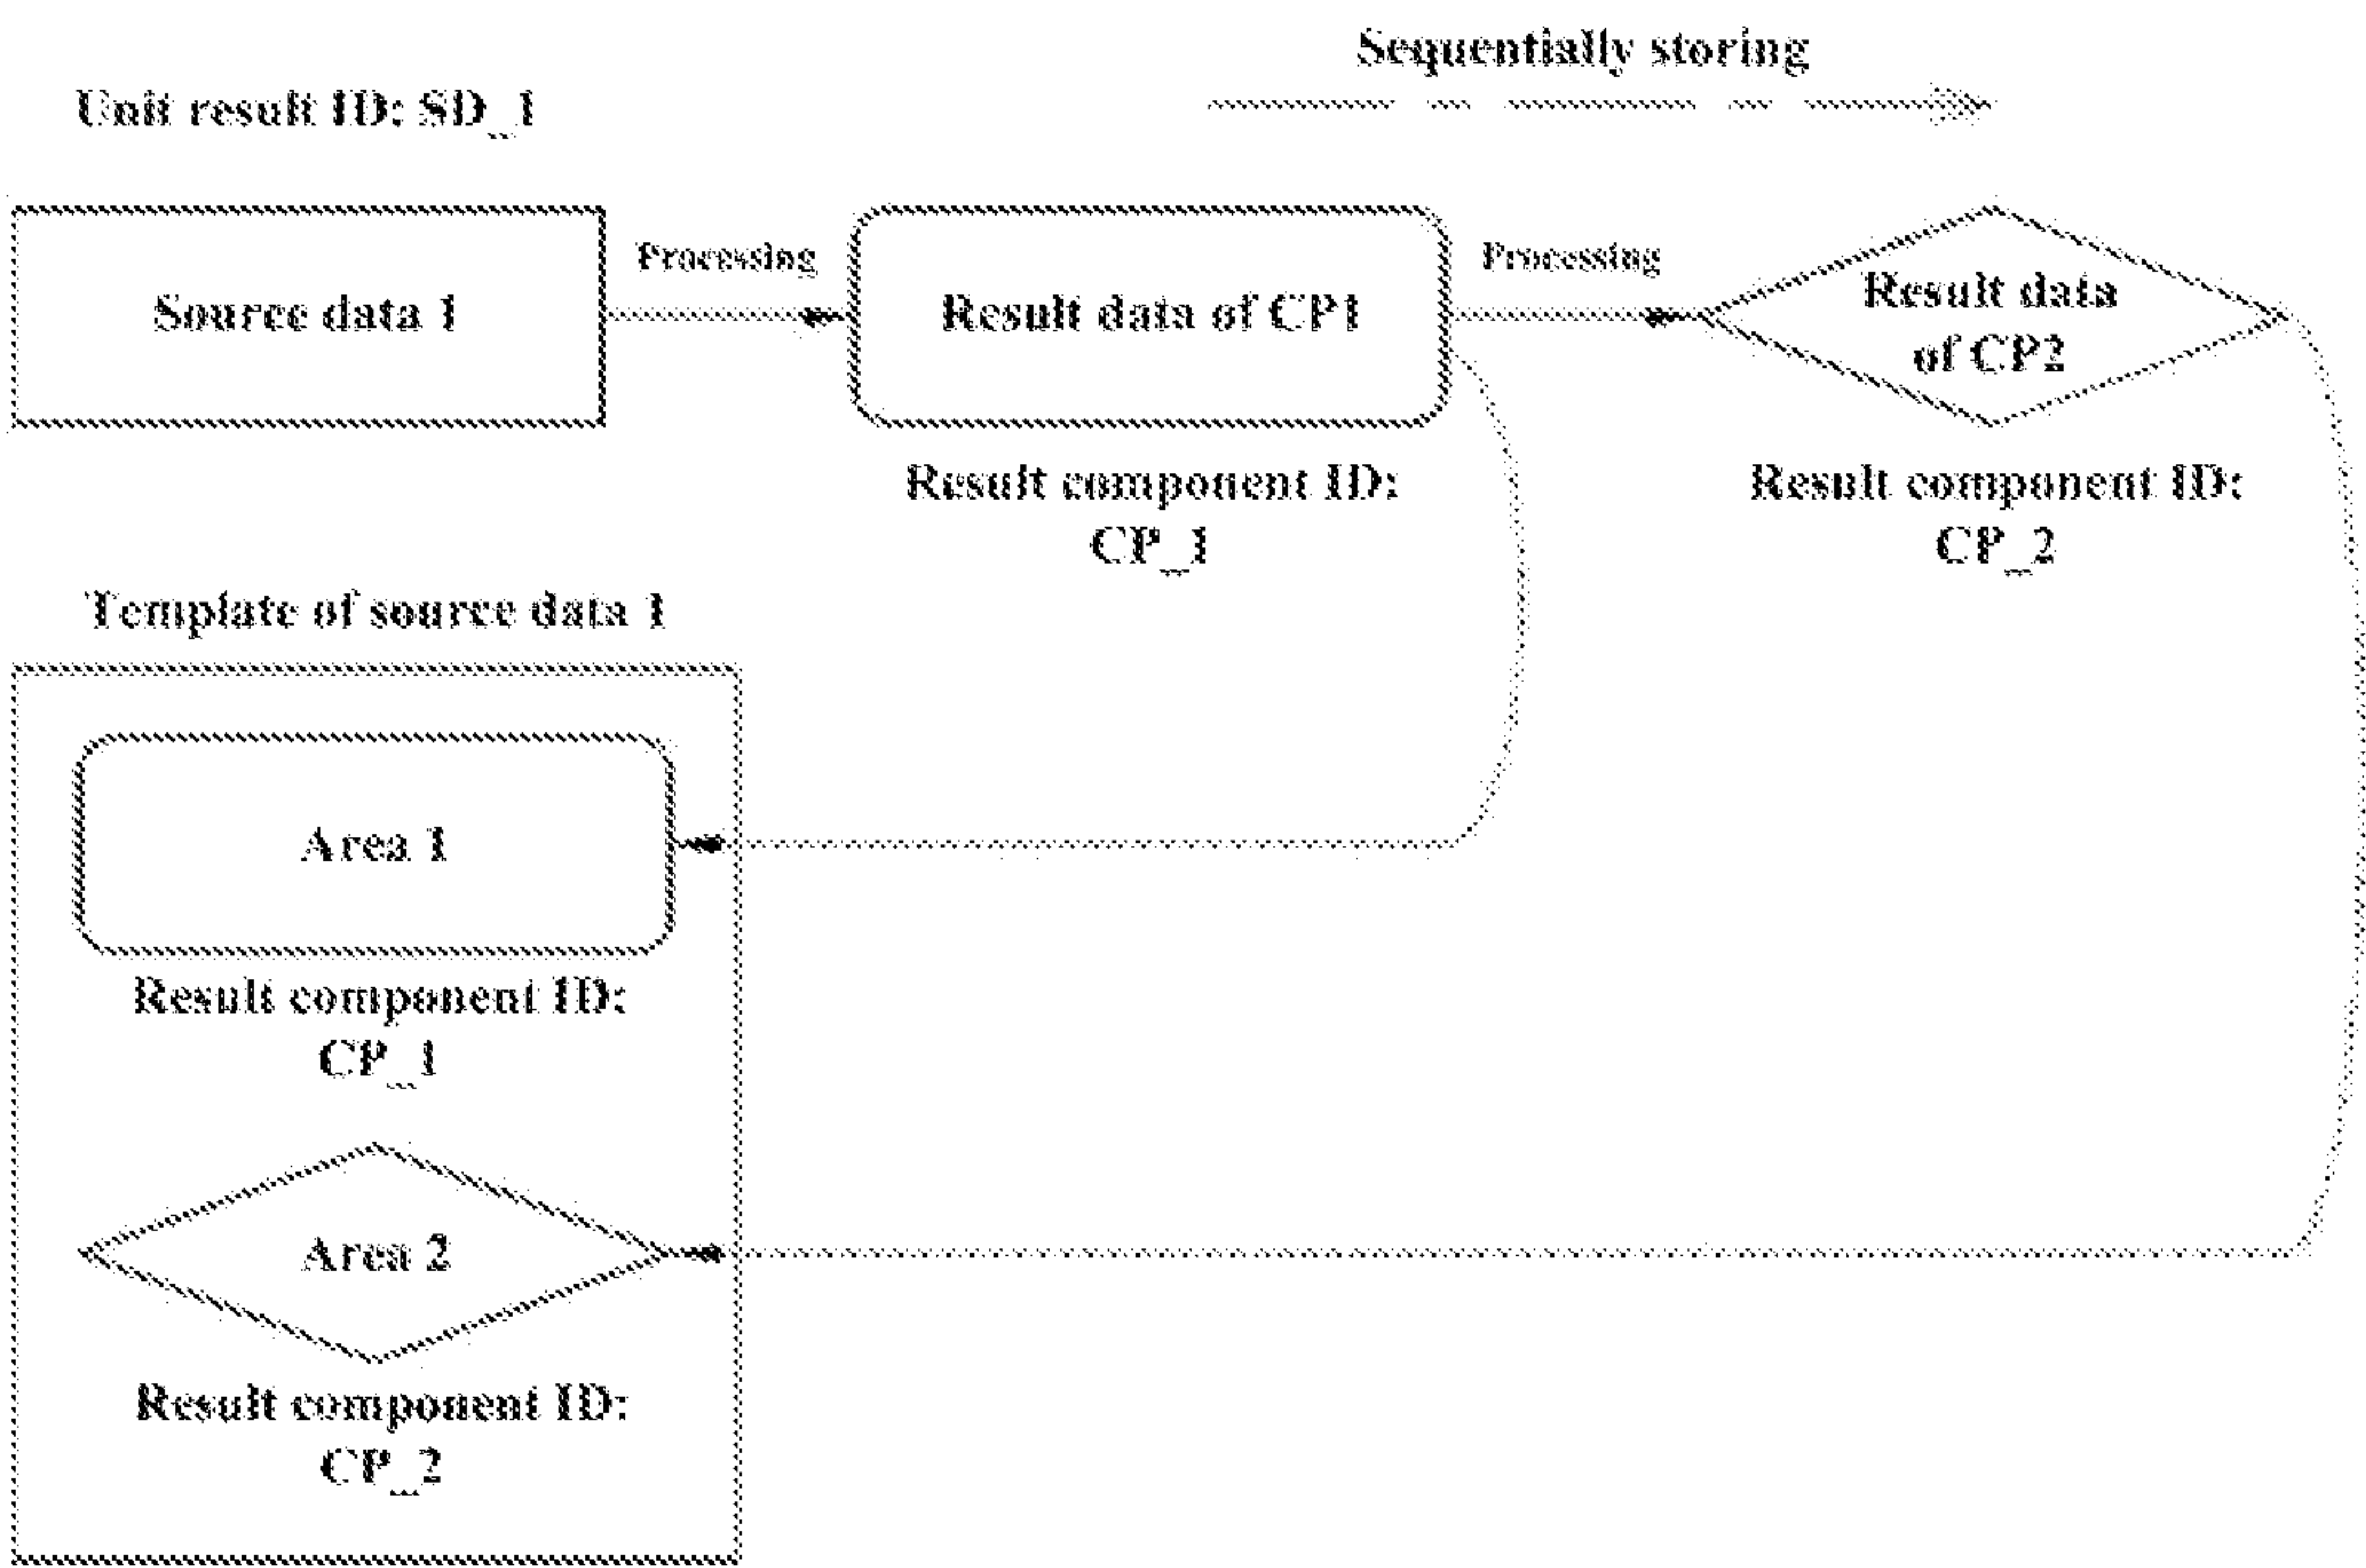 Sequentially storing
Unit result ID: SD_1
Source data 1
Processing
Result data of CP1
Processing
Result data
of CP2
Result component ID:
CP_1
Result component ID:
CP_2
Template of source data 1
Area 1
Result component ID:
CP_1
Area 2
Result component ID:
CP_2